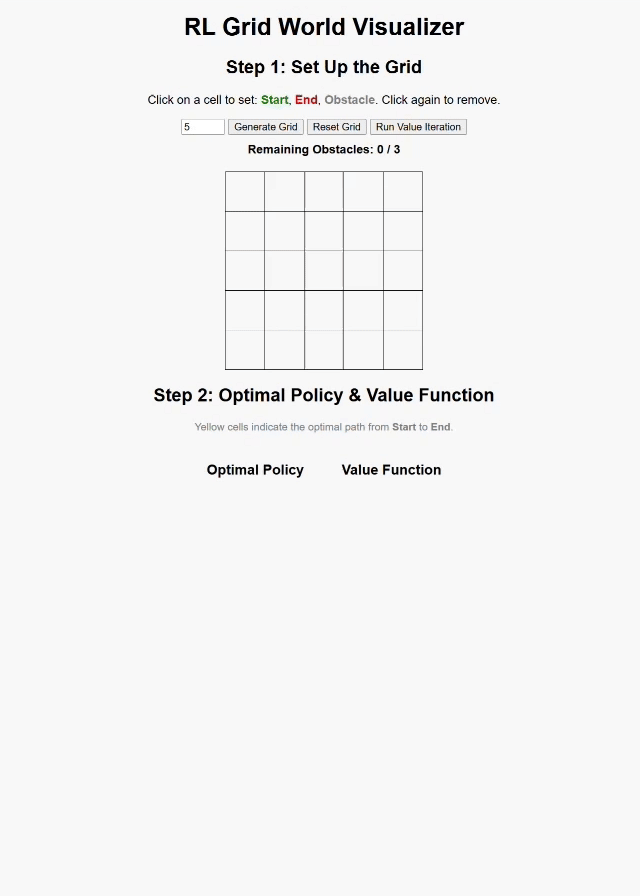 RL Grid World Visualizer
Step 1: Set Up the Grid
Click on a cell to set: Start, End, Obstacle. Click again to remove.
5 Generate Grid Reset Grid Run Value Iteration
Remaining Obstacles: 0 / 3
Step 2: Optimal Policy & Value Function
Yellow cells indicate the optimal path from Start to End.
Optimal Policy Value Function